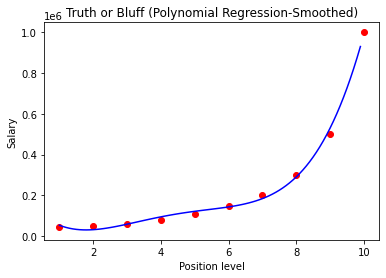 Truth or Bluff (Polynomial Regression-Smoothed)
1e6
1.0
0.8
0.6
0.4
0.2
0.0
Salary
2 4 6 8 10
Position level